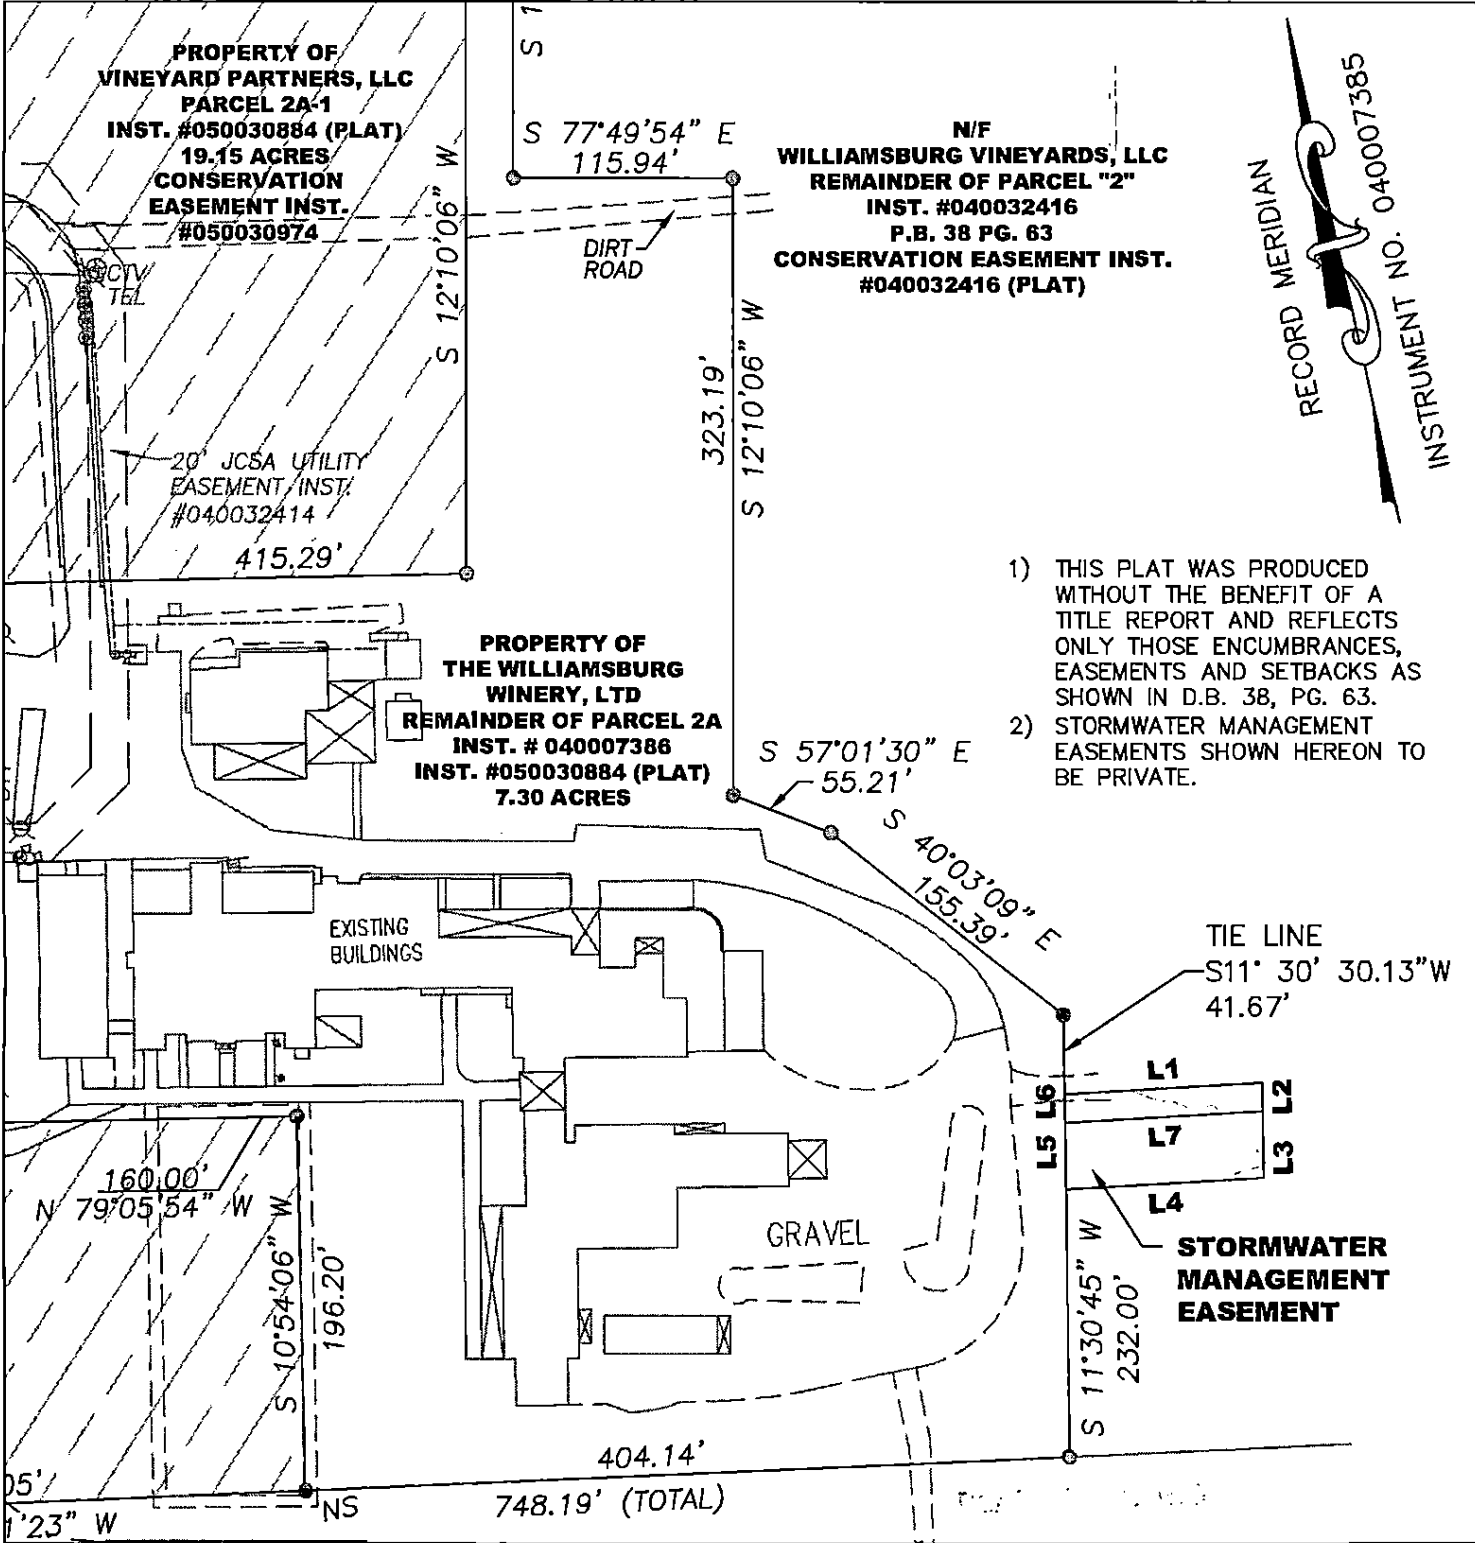 PROPERTY OF
VINEYARD PARTNERS, LLC
PARCEL 2A-1
INST. #050030884 (PLAT)
19.15 ACRES
CONSERVATION
EASEMENT INST.
#050030974
S 12°10'06" W
S 1
S 77°49'54" E
115.94'
N/F
WILLIAMSBURG VINEYARDS, LLC
REMAINDER OF PARCEL "2"
INST. #040032416
P.B. 38 PG. 63
CONSERVATION EASEMENT INST.
#040032416 (PLAT)
RECORD MERIDIAN
INSTRUMENT NO. 040007385
DIRT
ROAD
CTV
TEL
323.19'
S 12°10'06" W
20' JCSA UTILITY
EASEMENT INST.
#040032414
415.29'
1) THIS PLAT WAS PRODUCED
WITHOUT THE BENEFIT OF A
TITLE REPORT AND REFLECTS
ONLY THOSE ENCUMBRANCES,
EASEMENTS AND SETBACKS AS
SHOWN IN D.B. 38, PG. 63.
2) STORMWATER MANAGEMENT
EASEMENTS SHOWN HEREON TO
BE PRIVATE.
PROPERTY OF
THE WILLIAMSBURG
WINERY, LTD
REMAINDER OF PARCEL 2A
INST. # 040007386
INST. #050030884 (PLAT)
7.30 ACRES
S 57°01'30" E
55.21'
S 40°03'09" E
155.39'
EXISTING
BUILDINGS
TIE LINE
S11° 30' 30.13"W
41.67'
L1
L2
L6
L7
L5
L3
L4
160.00'
N 79°05'54" W
S 10°54'06" W
196.20'
GRAVEL
STORMWATER
MANAGEMENT
EASEMENT
S 11°30'45" W
232.00'
404.14'
748.19' (TOTAL)
05'
1'23" W
NS